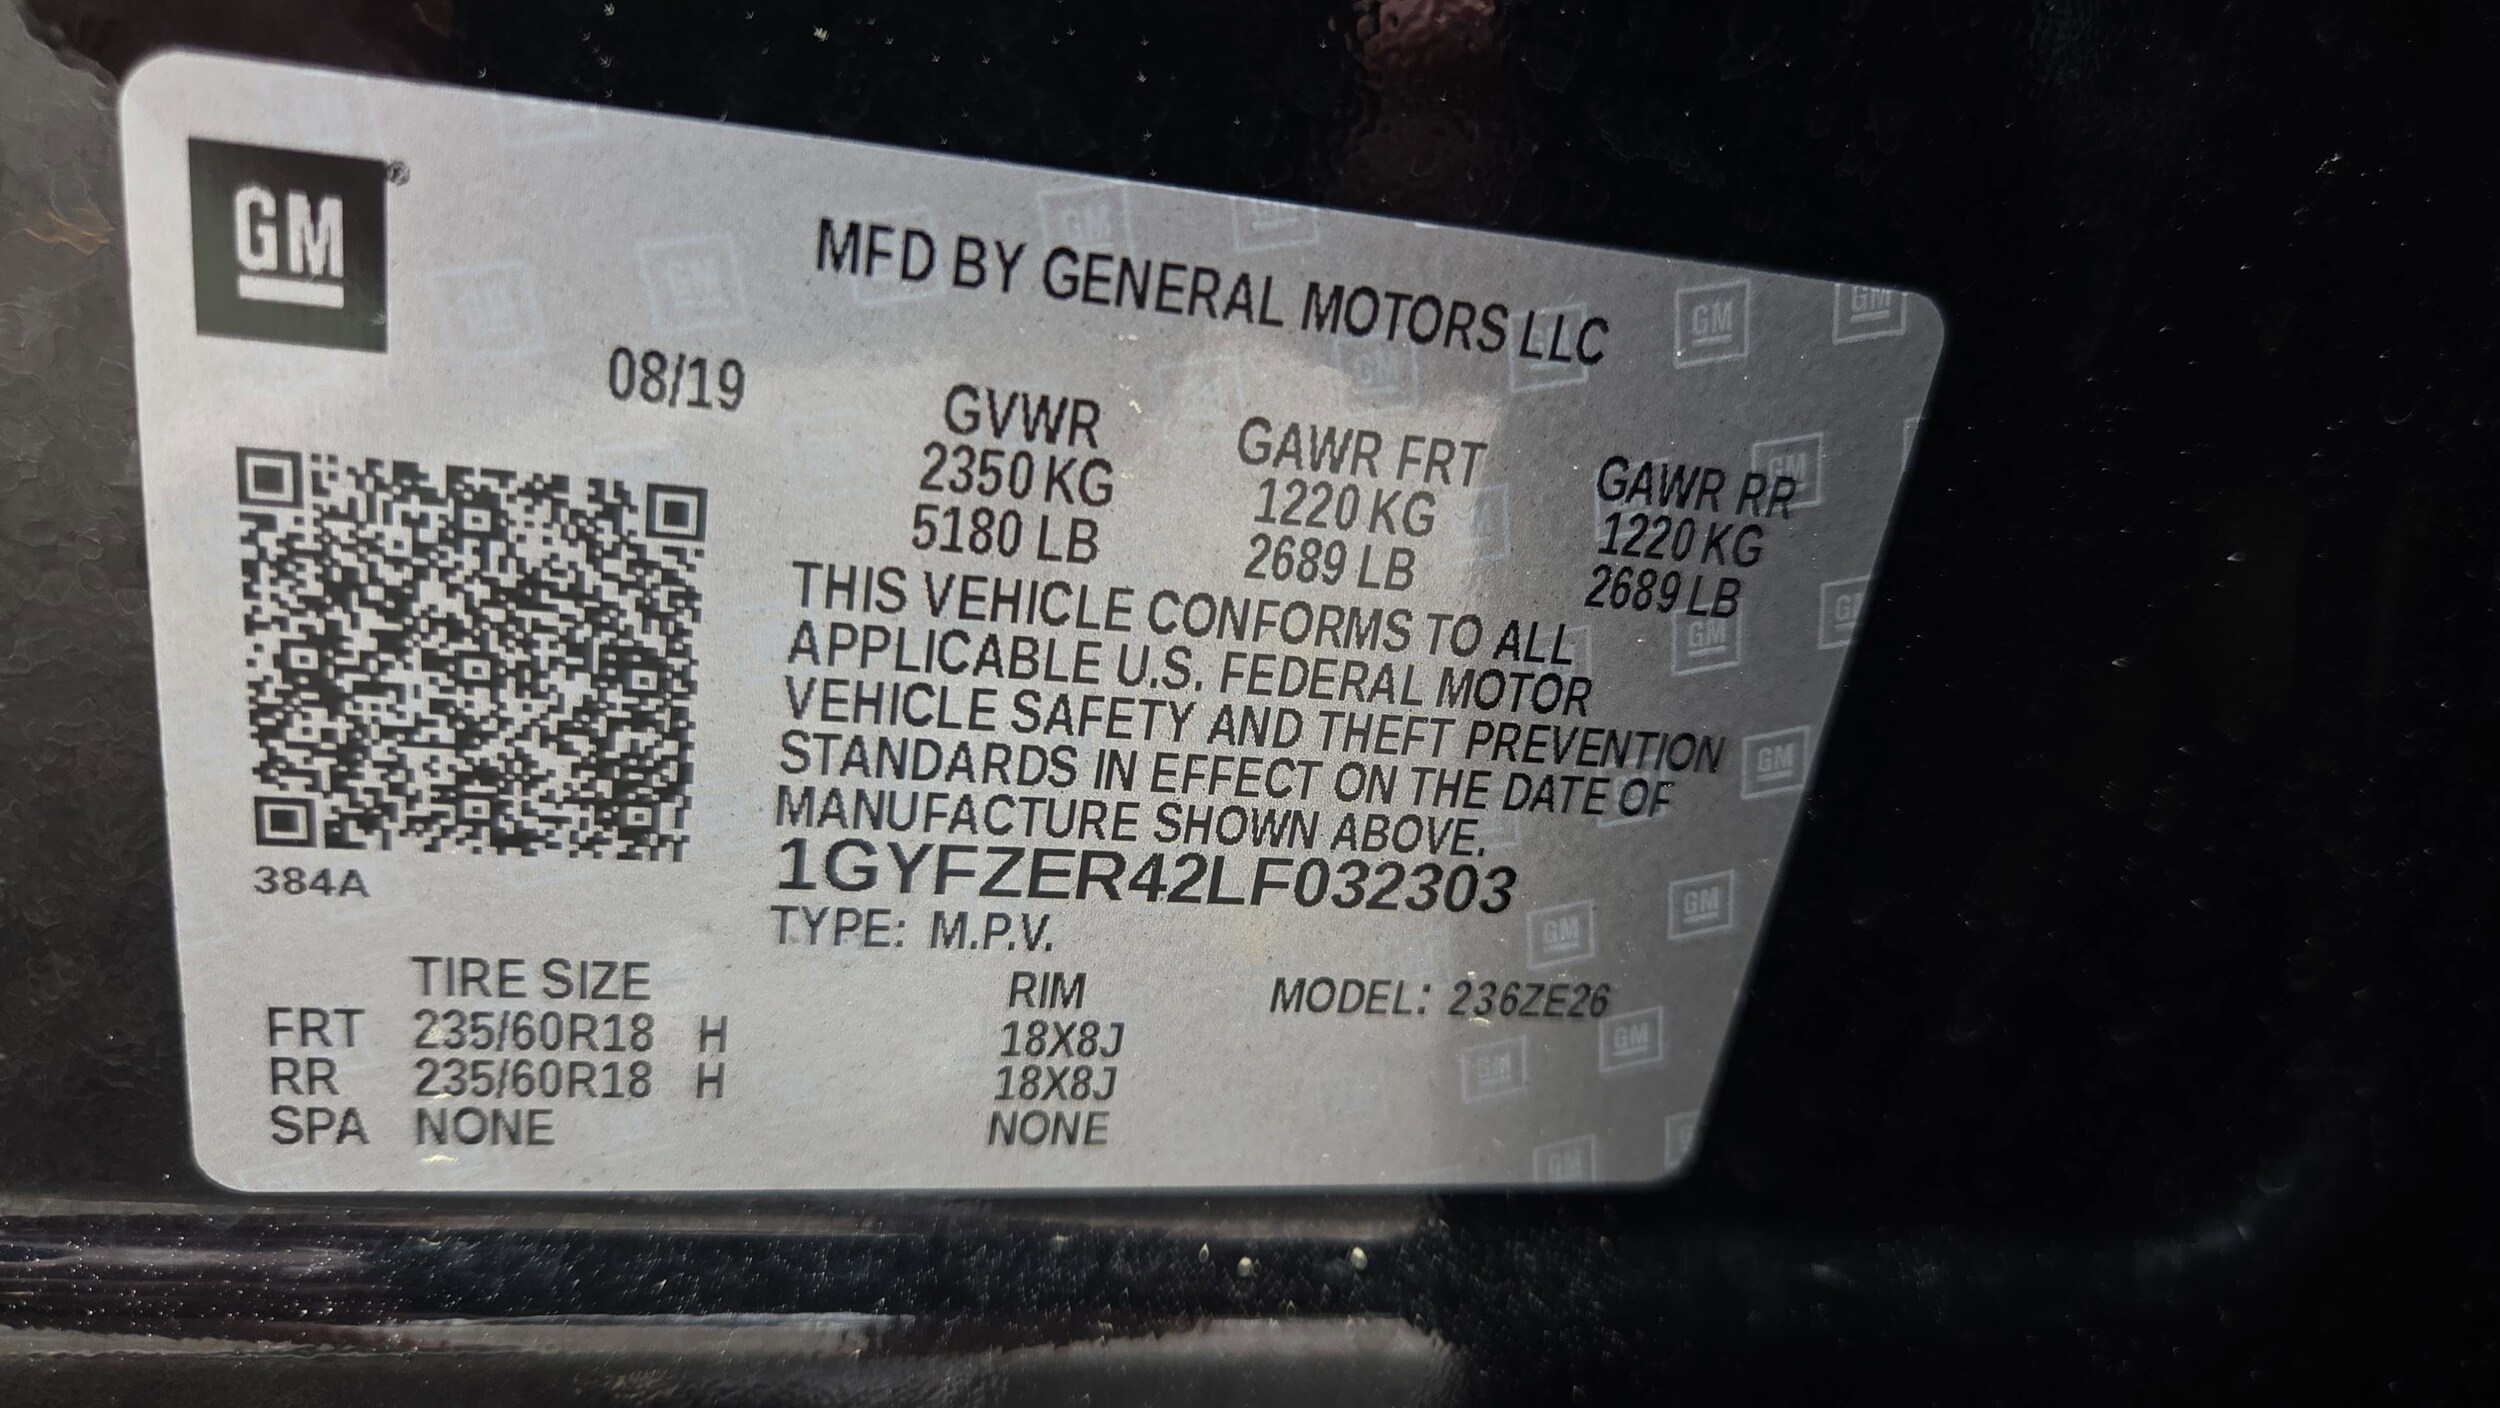 GM ®
MFD BY GENERAL MOTORS LLC
08/19
GVWR GAWR FRT GAWR RR
2350 KG 1220 KG 1220 KG
5180 LB 2689 LB 2689 LB
THIS VEHICLE CONFORMS TO ALL
APPLICABLE U.S. FEDERAL MOTOR
VEHICLE SAFETY AND THEFT PREVENTION
STANDARDS IN EFFECT ON THE DATE OF
MANUFACTURE SHOWN ABOVE.
1GYFZER42LF032303
384A
TYPE: M.P.V.
TIRE SIZE RIM MODEL: 236ZE26
FRT 235/60R18 H 18X8J
RR 235/60R18 H 18X8J
SPA NONE NONE